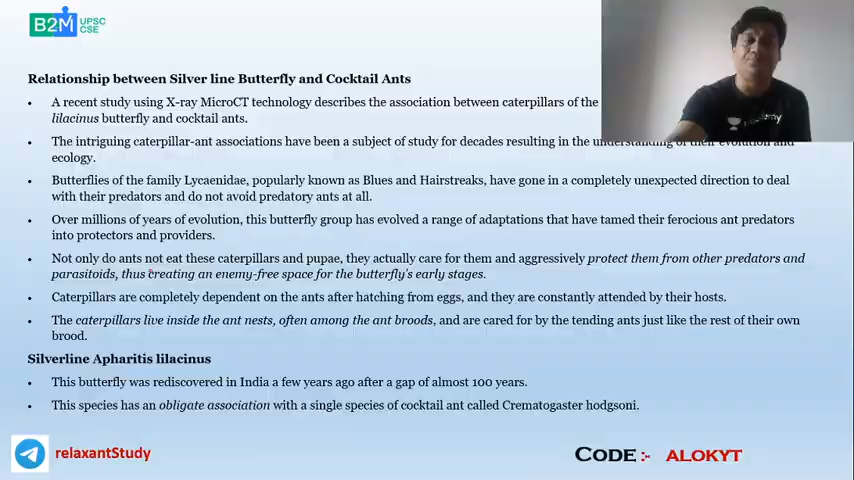 B2M UPSC
CSE
Relationship between Silver line Butterfly and Cocktail Ants
• A recent study using X-ray MicroCT technology describes the association between caterpillars of the
lilacinus butterfly and cocktail ants.
• The intriguing caterpillar-ant associations have been a subject of study for decades resulting in the understanding of their evolution and
ecology.
• Butterflies of the family Lycaenidae, popularly known as Blues and Hairstreaks, have gone in a completely unexpected direction to deal
with their predators and do not avoid predatory ants at all.
• Over millions of years of evolution, this butterfly group has evolved a range of adaptations that have tamed their ferocious ant predators
into protectors and providers.
• Not only do ants not eat these caterpillars and pupae, they actually care for them and aggressively protect them from other predators and
parasitoids, thus creating an enemy-free space for the butterfly's early stages.
• Caterpillars are completely dependent on the ants after hatching from eggs, and they are constantly attended by their hosts.
• The caterpillars live inside the ant nests, often among the ant broods, and are cared for by the tending ants just like the rest of their own
brood.
Silverline Apharitis lilacinus
• This butterfly was rediscovered in India a few years ago after a gap of almost 100 years.
• This species has an obligate association with a single species of cocktail ant called Crematogaster hodgsoni.
relaxantStudy
CODE :- ALOKYT